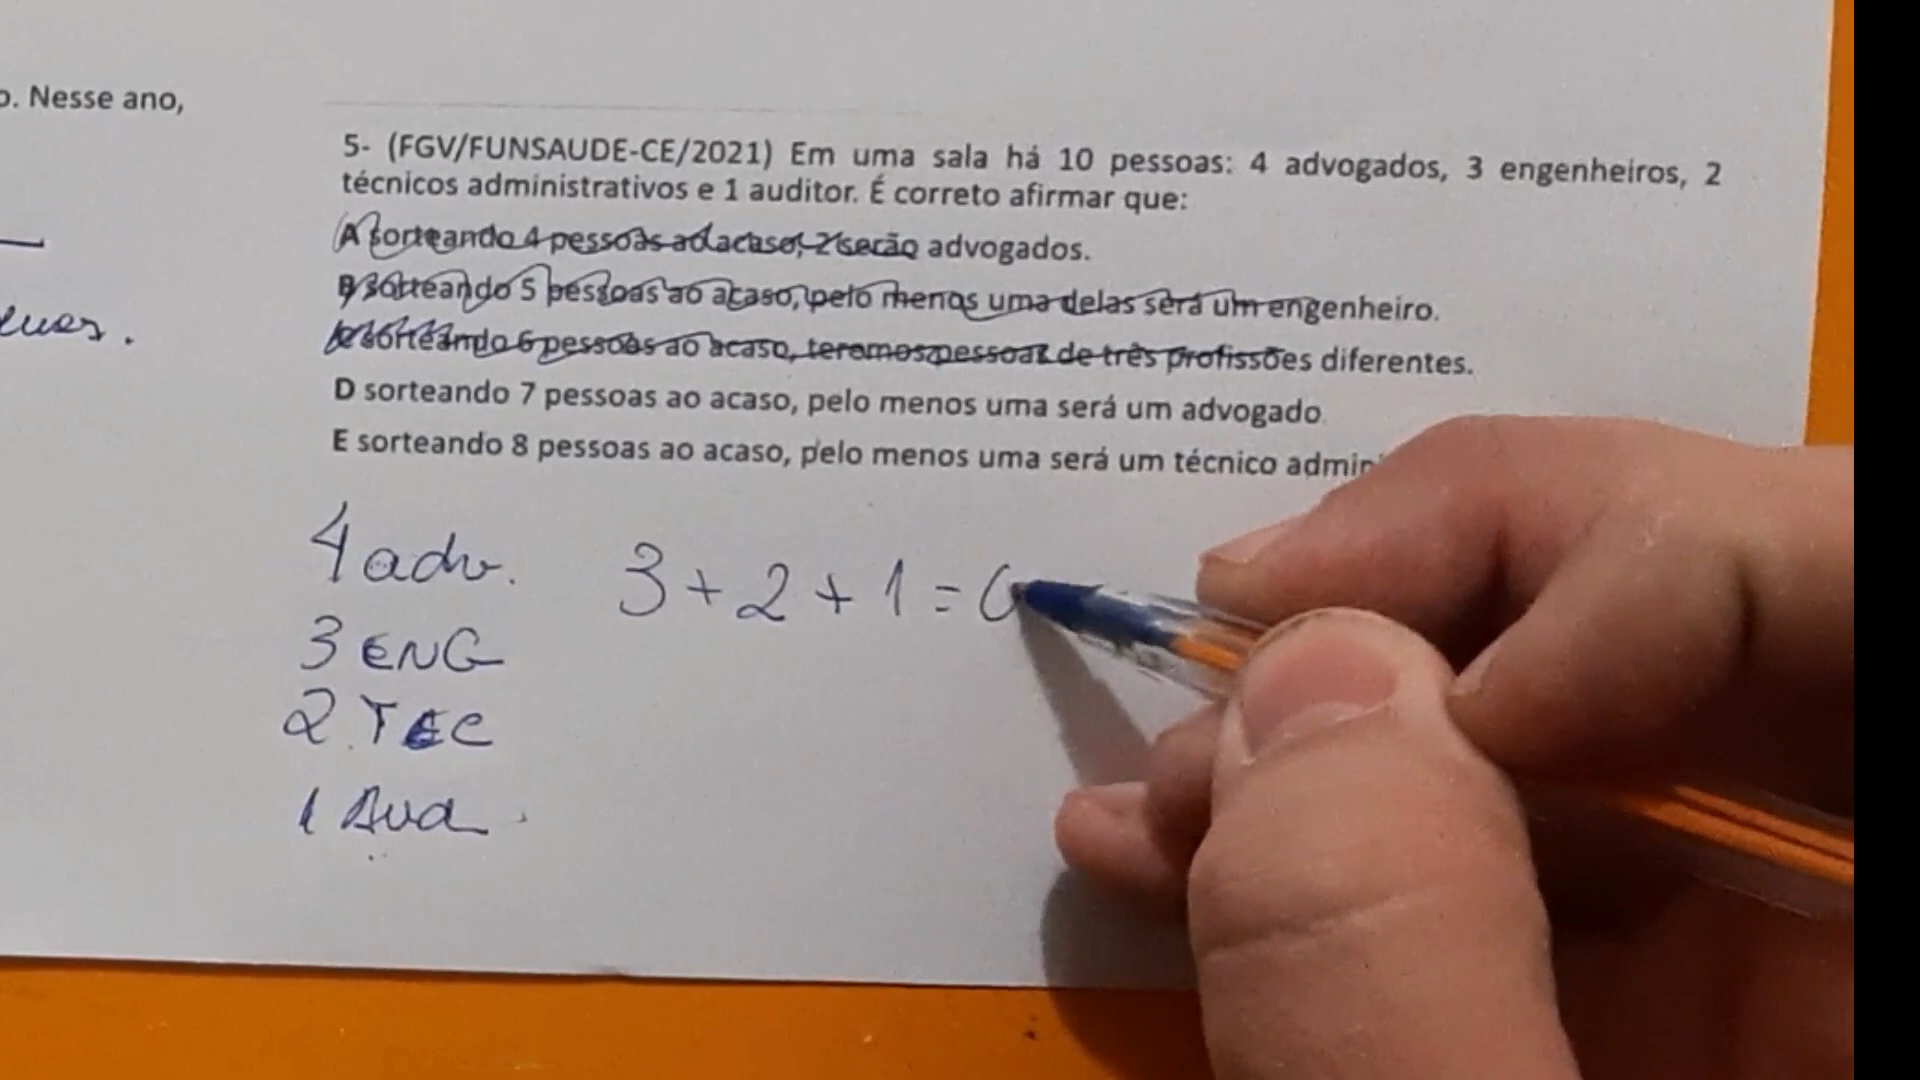 o. Nesse ano,
5- (FGV/FUNSAUDE-CE/2021) Em uma sala há 10 pessoas: 4 advogados, 3 engenheiros, 2
técnicos administrativos e 1 auditor. É correto afirmar que:
A sorteando 4 pessoas ao acaso, 2 serão advogados.
B sorteando 5 pessoas ao acaso, pelo menos uma delas será um engenheiro.
C sorteando 6 pessoas ao acaso, teremos pessoas de três profissões diferentes.
D sorteando 7 pessoas ao acaso, pelo menos uma será um advogado.
E sorteando 8 pessoas ao acaso, pelo menos uma será um técnico admin
4 adv. 3+2+1=
3 ENG
2 TEC
1 Aud